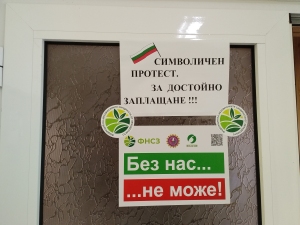 СИМВОЛИЧЕН
ПРОТЕСТ.
ЗА ДОСТОЙНО
ЗАПЛАЩАНЕ !!!
ФНСЗ
Без нас...
...не може!